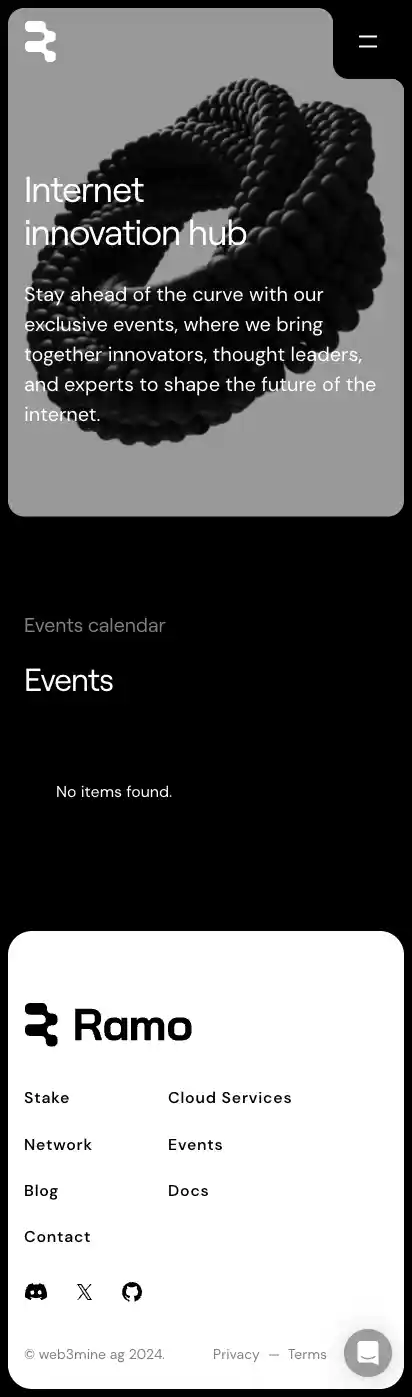 Internet
innovation hub
Stay ahead of the curve with our
exclusive events, where we bring
together innovators, thought leaders,
and experts to shape the future of the
internet.
Events calendar
Events
No items found.
Ramo
Stake
Cloud Services
Network
Events
Blog
Docs
Contact
© web3mine ag 2024.
Privacy — Terms